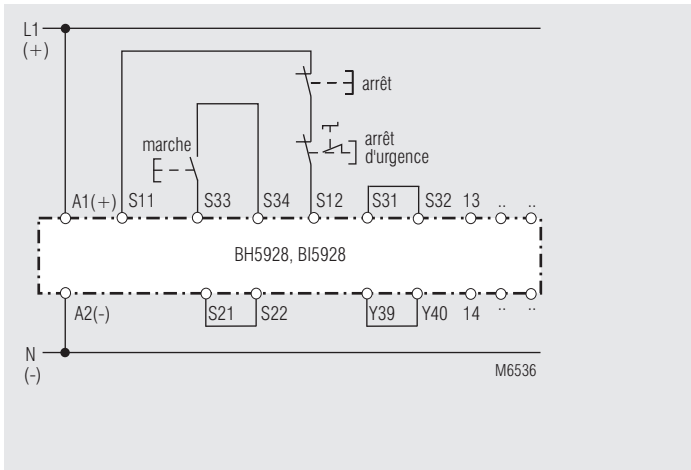 L1
(+)
arrêt
marche
arrêt
d'urgence
A1(+) S11 S33 S34 S12 S31 S32 13 .. ..
BH5928, BI5928
A2(-) S21 S22 Y39 Y40 14 .. ..
N
(-)
M6536